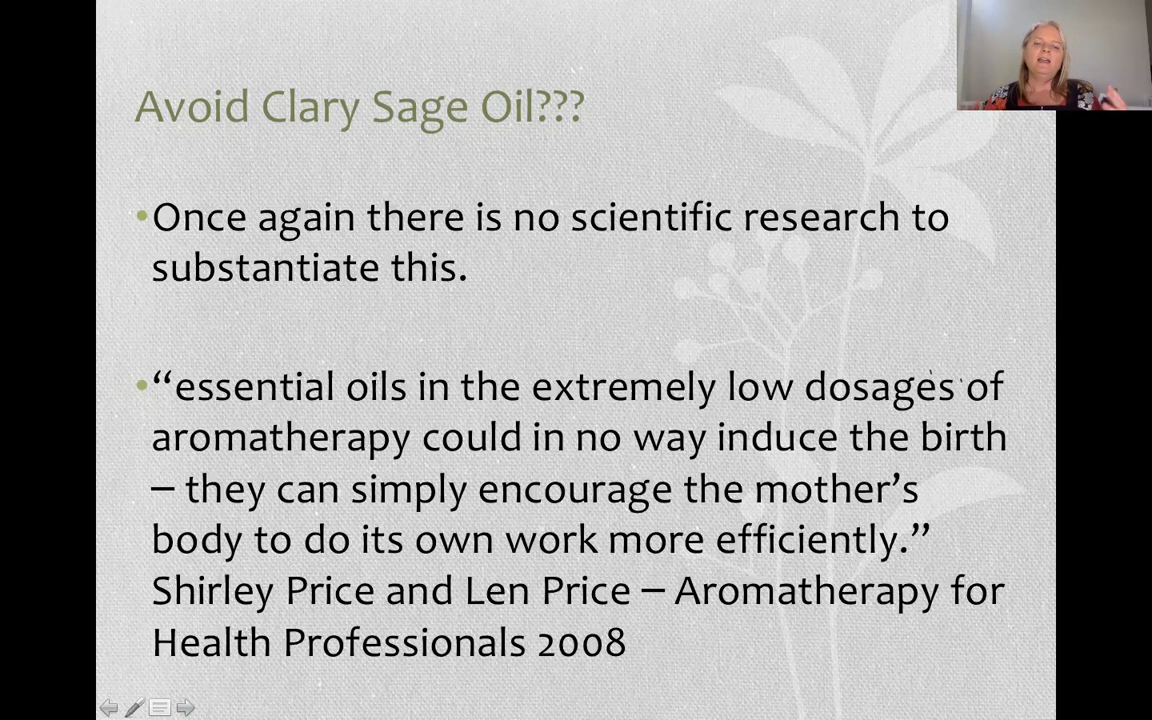 Avoid Clary Sage Oil???
•Once again there is no scientific research to
substantiate this.
•“essential oils in the extremely low dosages of
aromatherapy could in no way induce the birth
– they can simply encourage the mother’s
body to do its own work more efficiently.”
Shirley Price and Len Price – Aromatherapy for
Health Professionals 2008